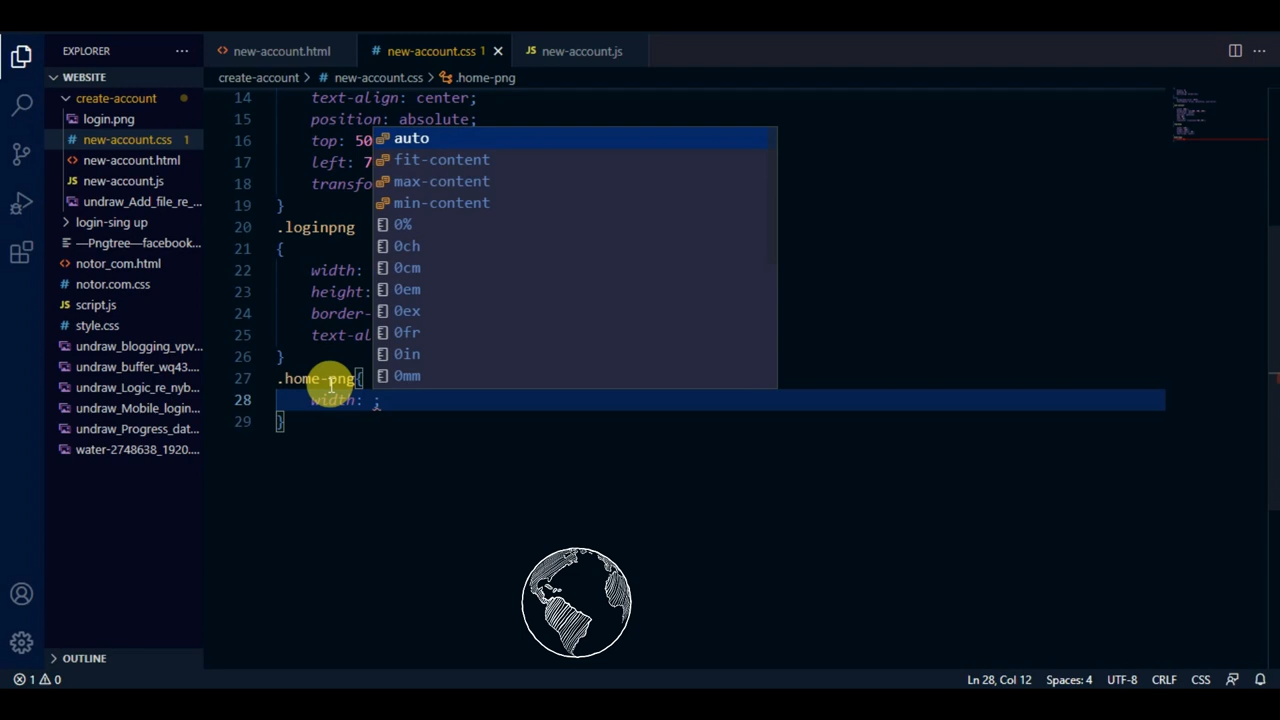 EXPLORER
new-account.html
# new-account.css 1
JS new-account.js
WEBSITE
create-account > # new-account.css > .home-png
create-account
login.png
# new-account.css 1
new-account.html
JS new-account.js
undraw_Add_file_re_...
login-sing up
—Pngtree—facebook...
notor_com.html
# notor.com.css
JS script.js
# style.css
undraw_blogging_vpv...
undraw_buffer_wq43....
undraw_Logic_re_nyb...
undraw_Mobile_login...
undraw_Progress_dat...
water-2748638_1920....
OUTLINE
14 text-align: center;
15 position: absolute;
16 top: 50
17 left: 7
18 transfo
19 }
20 .loginpng
21 {
22 width:
23 height:
24 border-
25 text-al
26 }
27 .home-png{
28 width: ;
29 }
auto
fit-content
max-content
min-content
0%
0ch
0cm
0em
0ex
0fr
0in
0mm
1 0
Ln 28, Col 12
Spaces: 4
UTF-8
CRLF
CSS